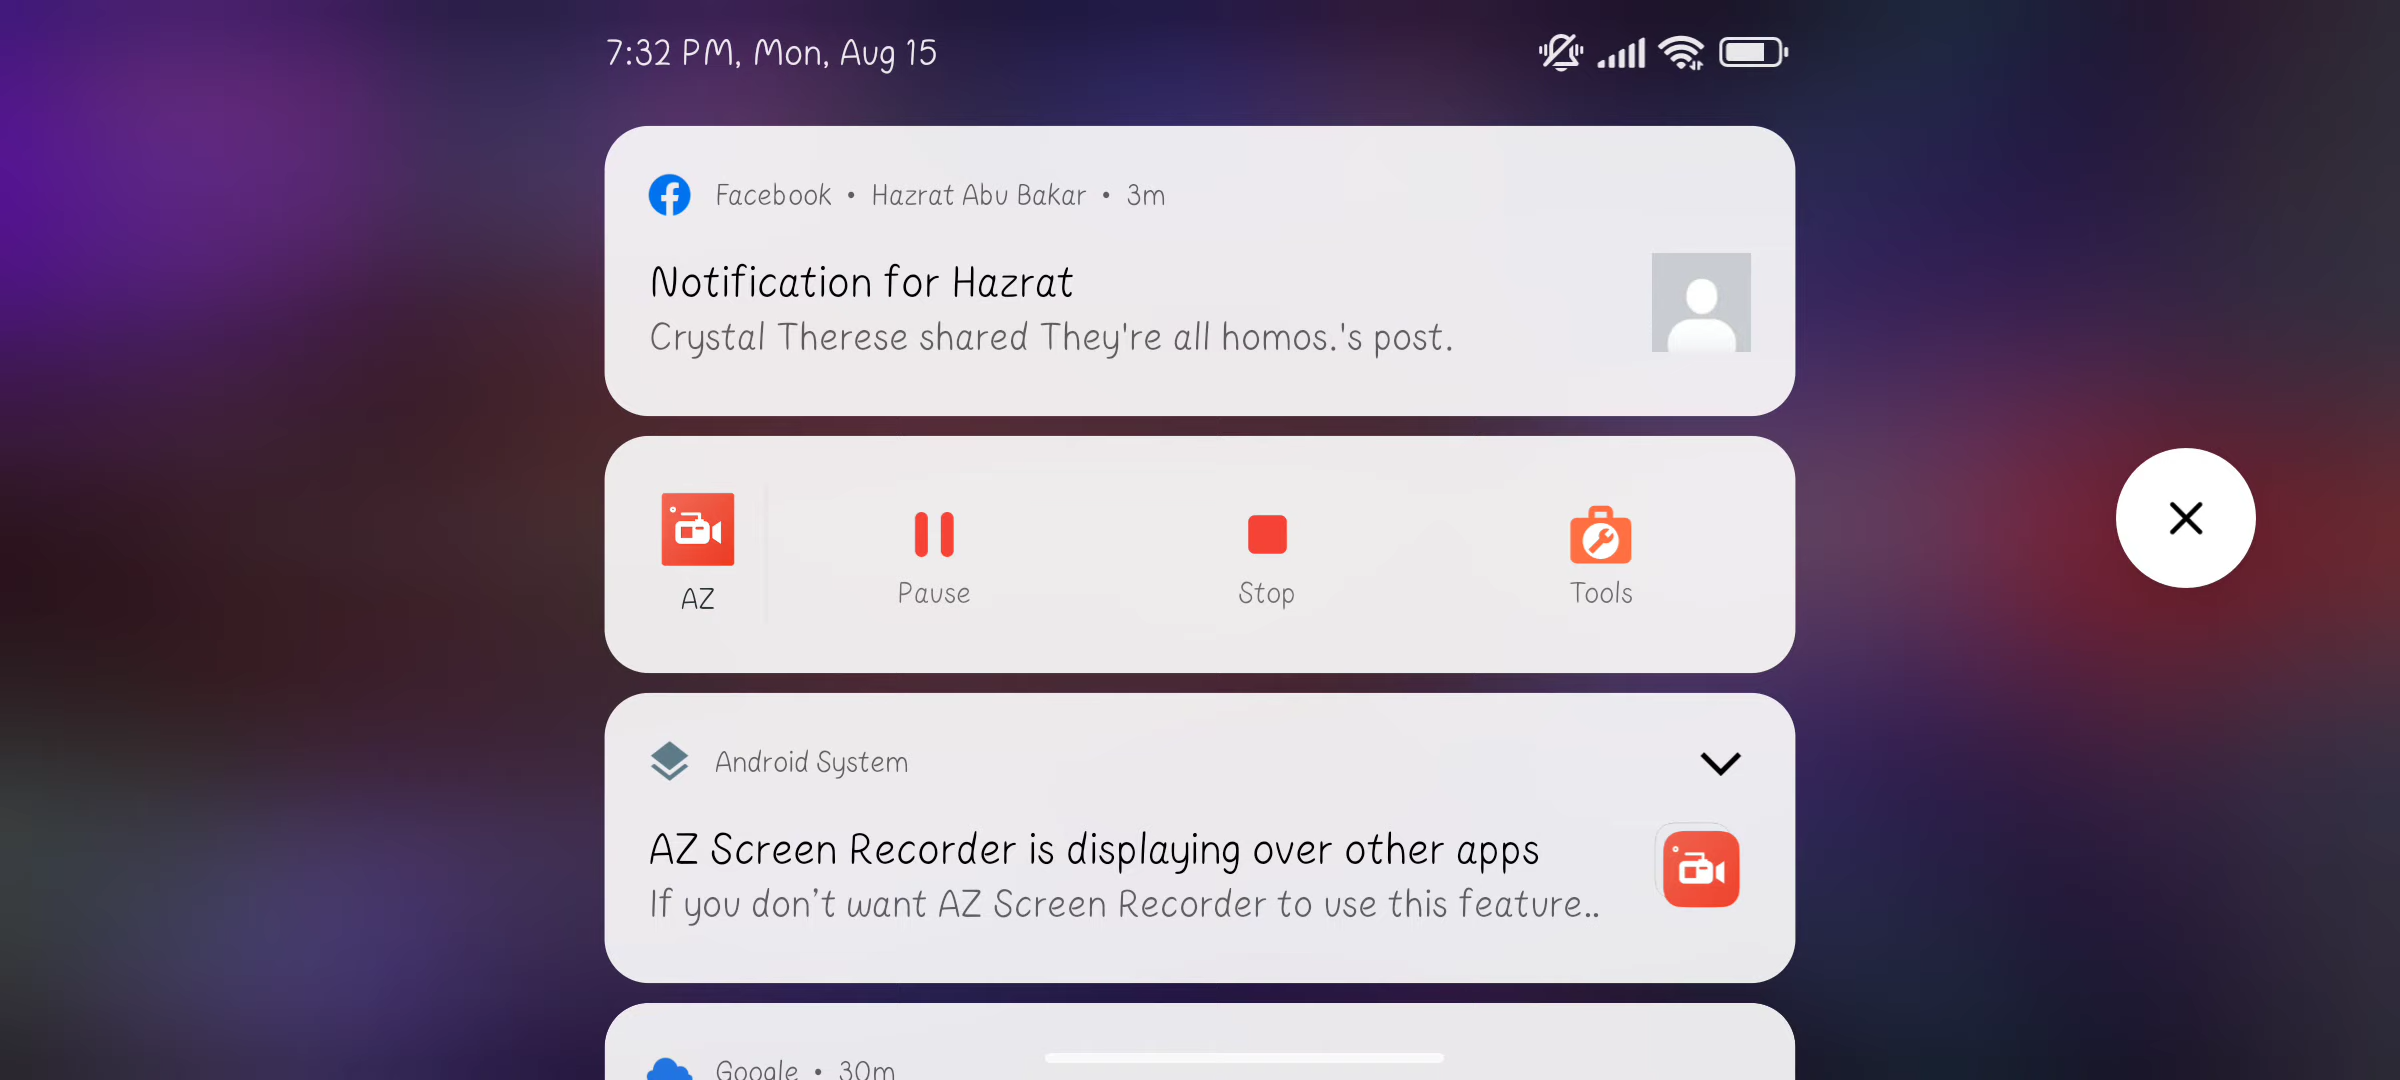 7:32 PM, Mon, Aug 15
Facebook • Hazrat Abu Bakar • 3m
Notification for Hazrat
Crystal Therese shared They're all homos.'s post.
AZ
Pause
Stop
Tools
Android System
AZ Screen Recorder is displaying over other apps
If you don't want AZ Screen Recorder to use this feature..
Google • 30m